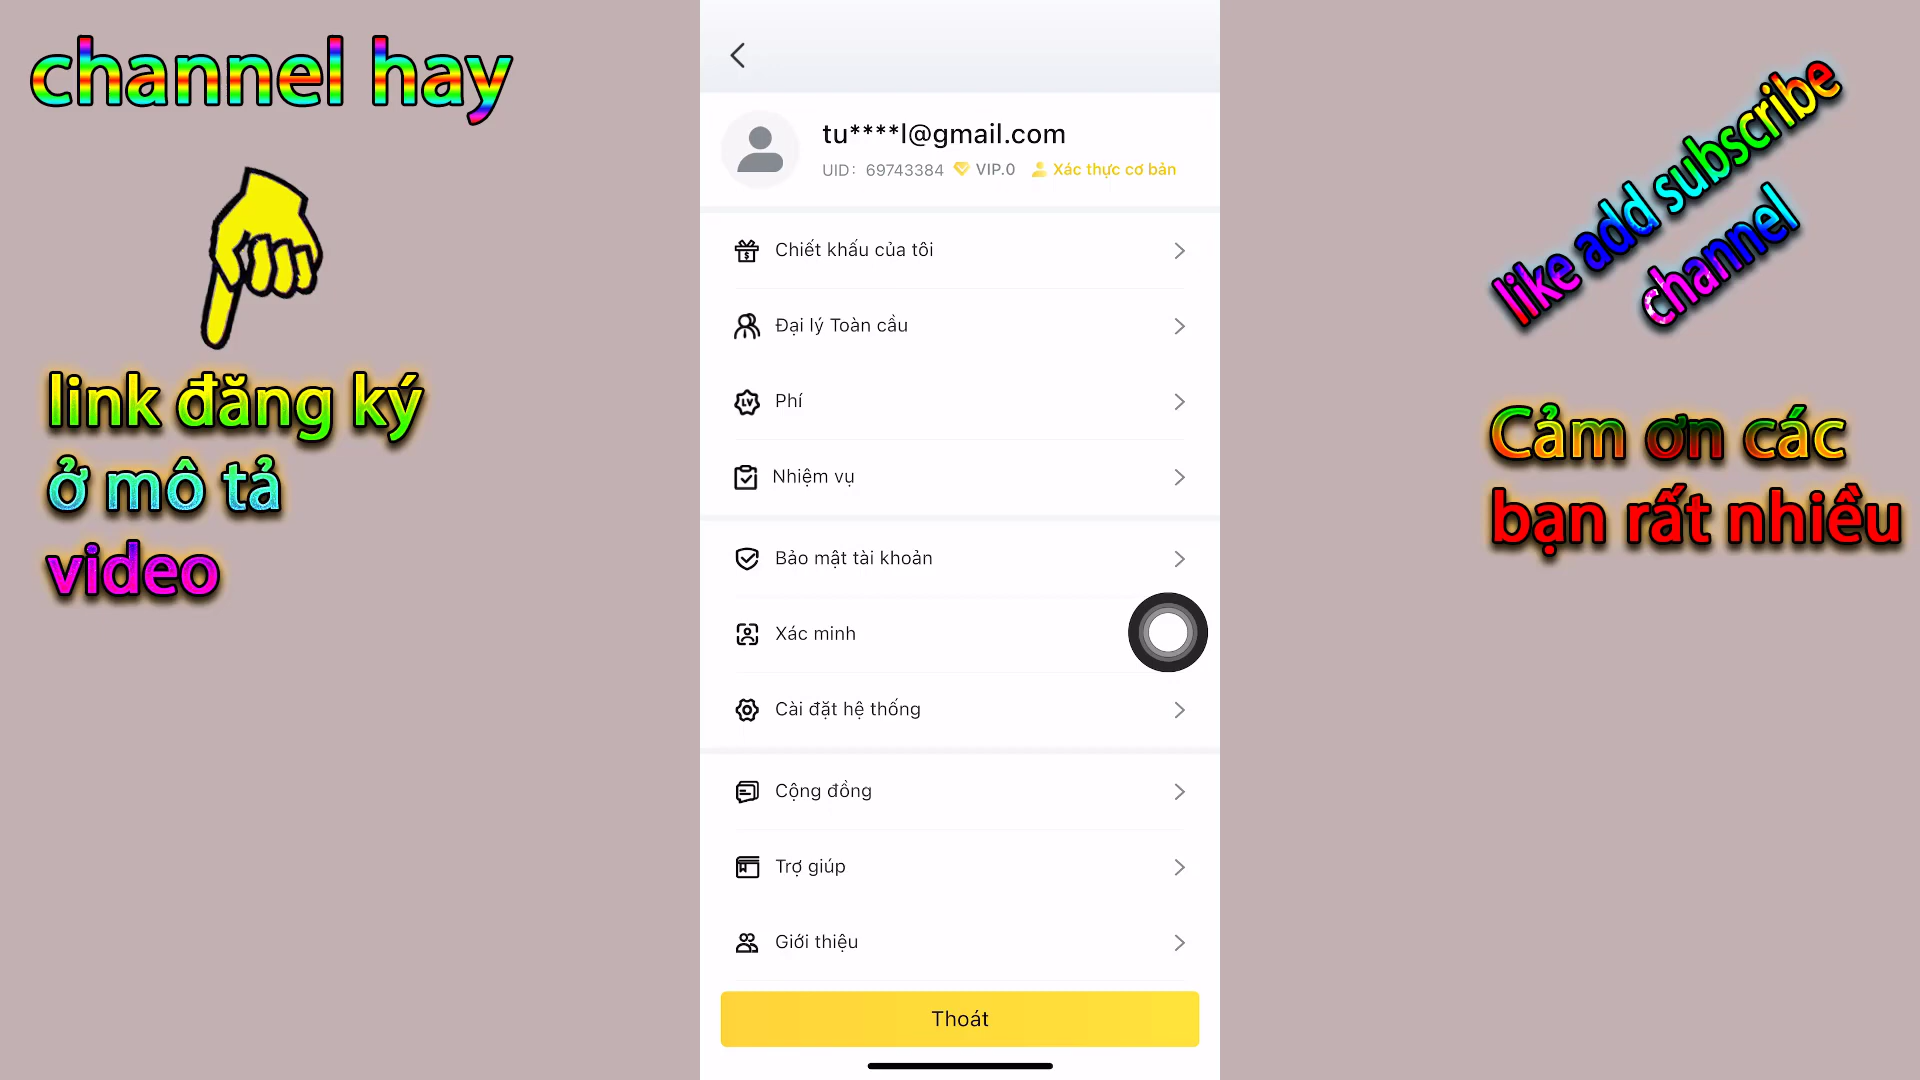 channel hay
link đăng ký
ở mô tả
video
tu****l@gmail.com
UID: 69743384 VIP.0 Xác thực cơ bản
Chiết khấu của tôi
Đại lý Toàn cầu
LV Phí
Nhiệm vụ
Bảo mật tài khoản
Xác minh
Cài đặt hệ thống
Cộng đồng
Trợ giúp
Giới thiệu
Thoát
like add subscribe
channel
Cảm ơn các
bạn rất nhiều